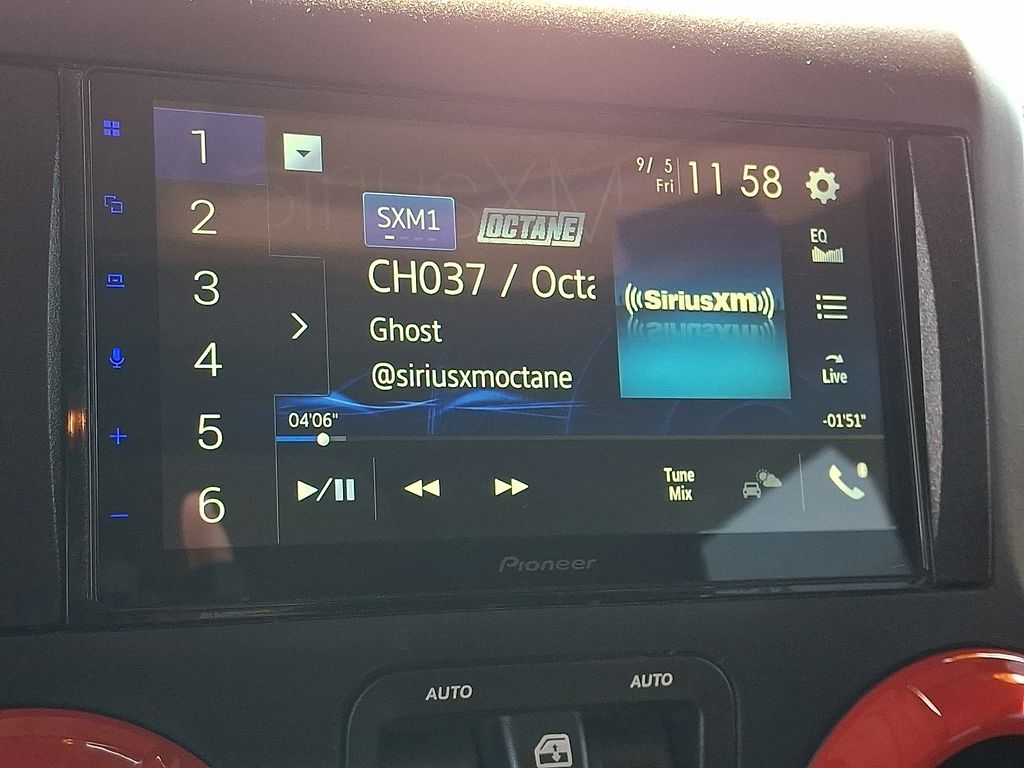 1
2
3
4
5
6
9/ 5
Fri
11 58
SXM1
OCTANE
CH037 / Octa
Ghost
@siriusxmoctane
SiriusXM
((SiriusXM))
EQ
Live
04'06"
-01'51"
Tune
Mix
Pioneer
AUTO
AUTO